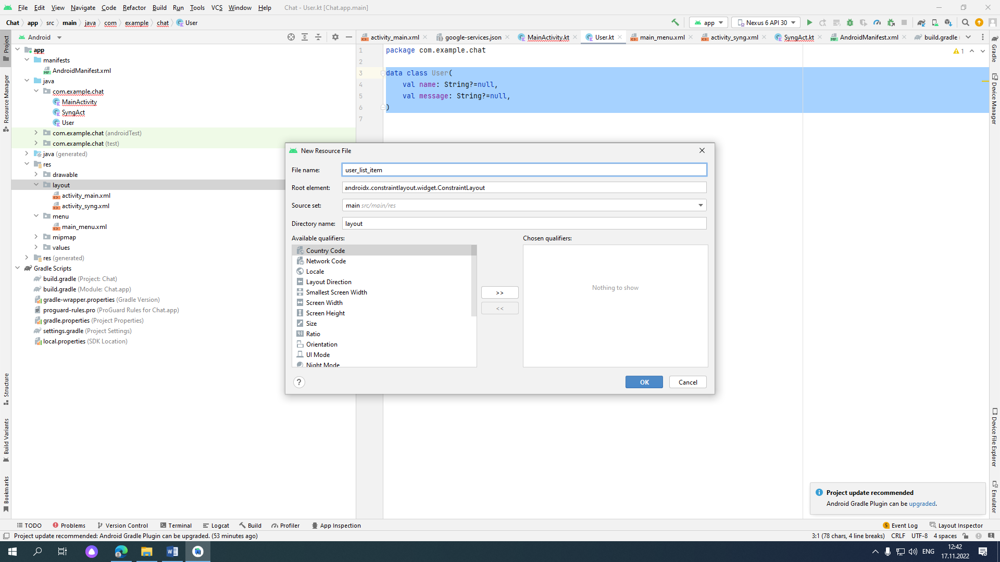 File Edit View Navigate Code Refactor Build Run Tools VCS Window Help Chat - User.kt [Chat.app.main]
Chat app src main java com example chat User
app Nexus 6 API 30
Project
Resource Manager
Structure
Build Variants
Bookmarks
Android
app
manifests
AndroidManifest.xml
java
com.example.chat
MainActivity
SyngAct
User
com.example.chat (androidTest)
com.example.chat (test)
java (generated)
res
drawable
layout
activity_main.xml
activity_syng.xml
menu
main_menu.xml
mipmap
values
res (generated)
Gradle Scripts
build.gradle (Project: Chat)
build.gradle (Module: Chat.app)
gradle-wrapper.properties (Gradle Version)
proguard-rules.pro (ProGuard Rules for Chat.app)
gradle.properties (Project Properties)
settings.gradle (Project Settings)
local.properties (SDK Location)
activity_main.xml google-services.json MainActivity.kt User.kt main_menu.xml activity_syng.xml SyngAct.kt AndroidManifest.xml build.gradle
1 package com.example.chat
2
3 data class User(
4 val name: String?=null,
5 val message: String?=null,
6 )
7
1
New Resource File
File name: user_list_item
Root element: androidx.constraintlayout.widget.ConstraintLayout
Source set: main src/main/res
Directory name: layout
Available qualifiers:
Country Code
Network Code
Locale
Layout Direction
Smallest Screen Width
Screen Width
Screen Height
Size
Ratio
Orientation
UI Mode
Night Mode
>>
<<
Chosen qualifiers:
Nothing to show
?
OK Cancel
Gradle
Device Manager
Device File Explorer
Emulator
Project update recommended
Android Gradle Plugin can be upgraded.
TODO Problems Version Control Terminal Logcat Build Profiler App Inspection 5 Event Log Layout Inspector
Project update recommended: Android Gradle Plugin can be upgraded. (53 minutes ago) 3:1 (78 chars, 4 line breaks) CRLF UTF-8 4 spaces
ENG
12:42
17.11.2022